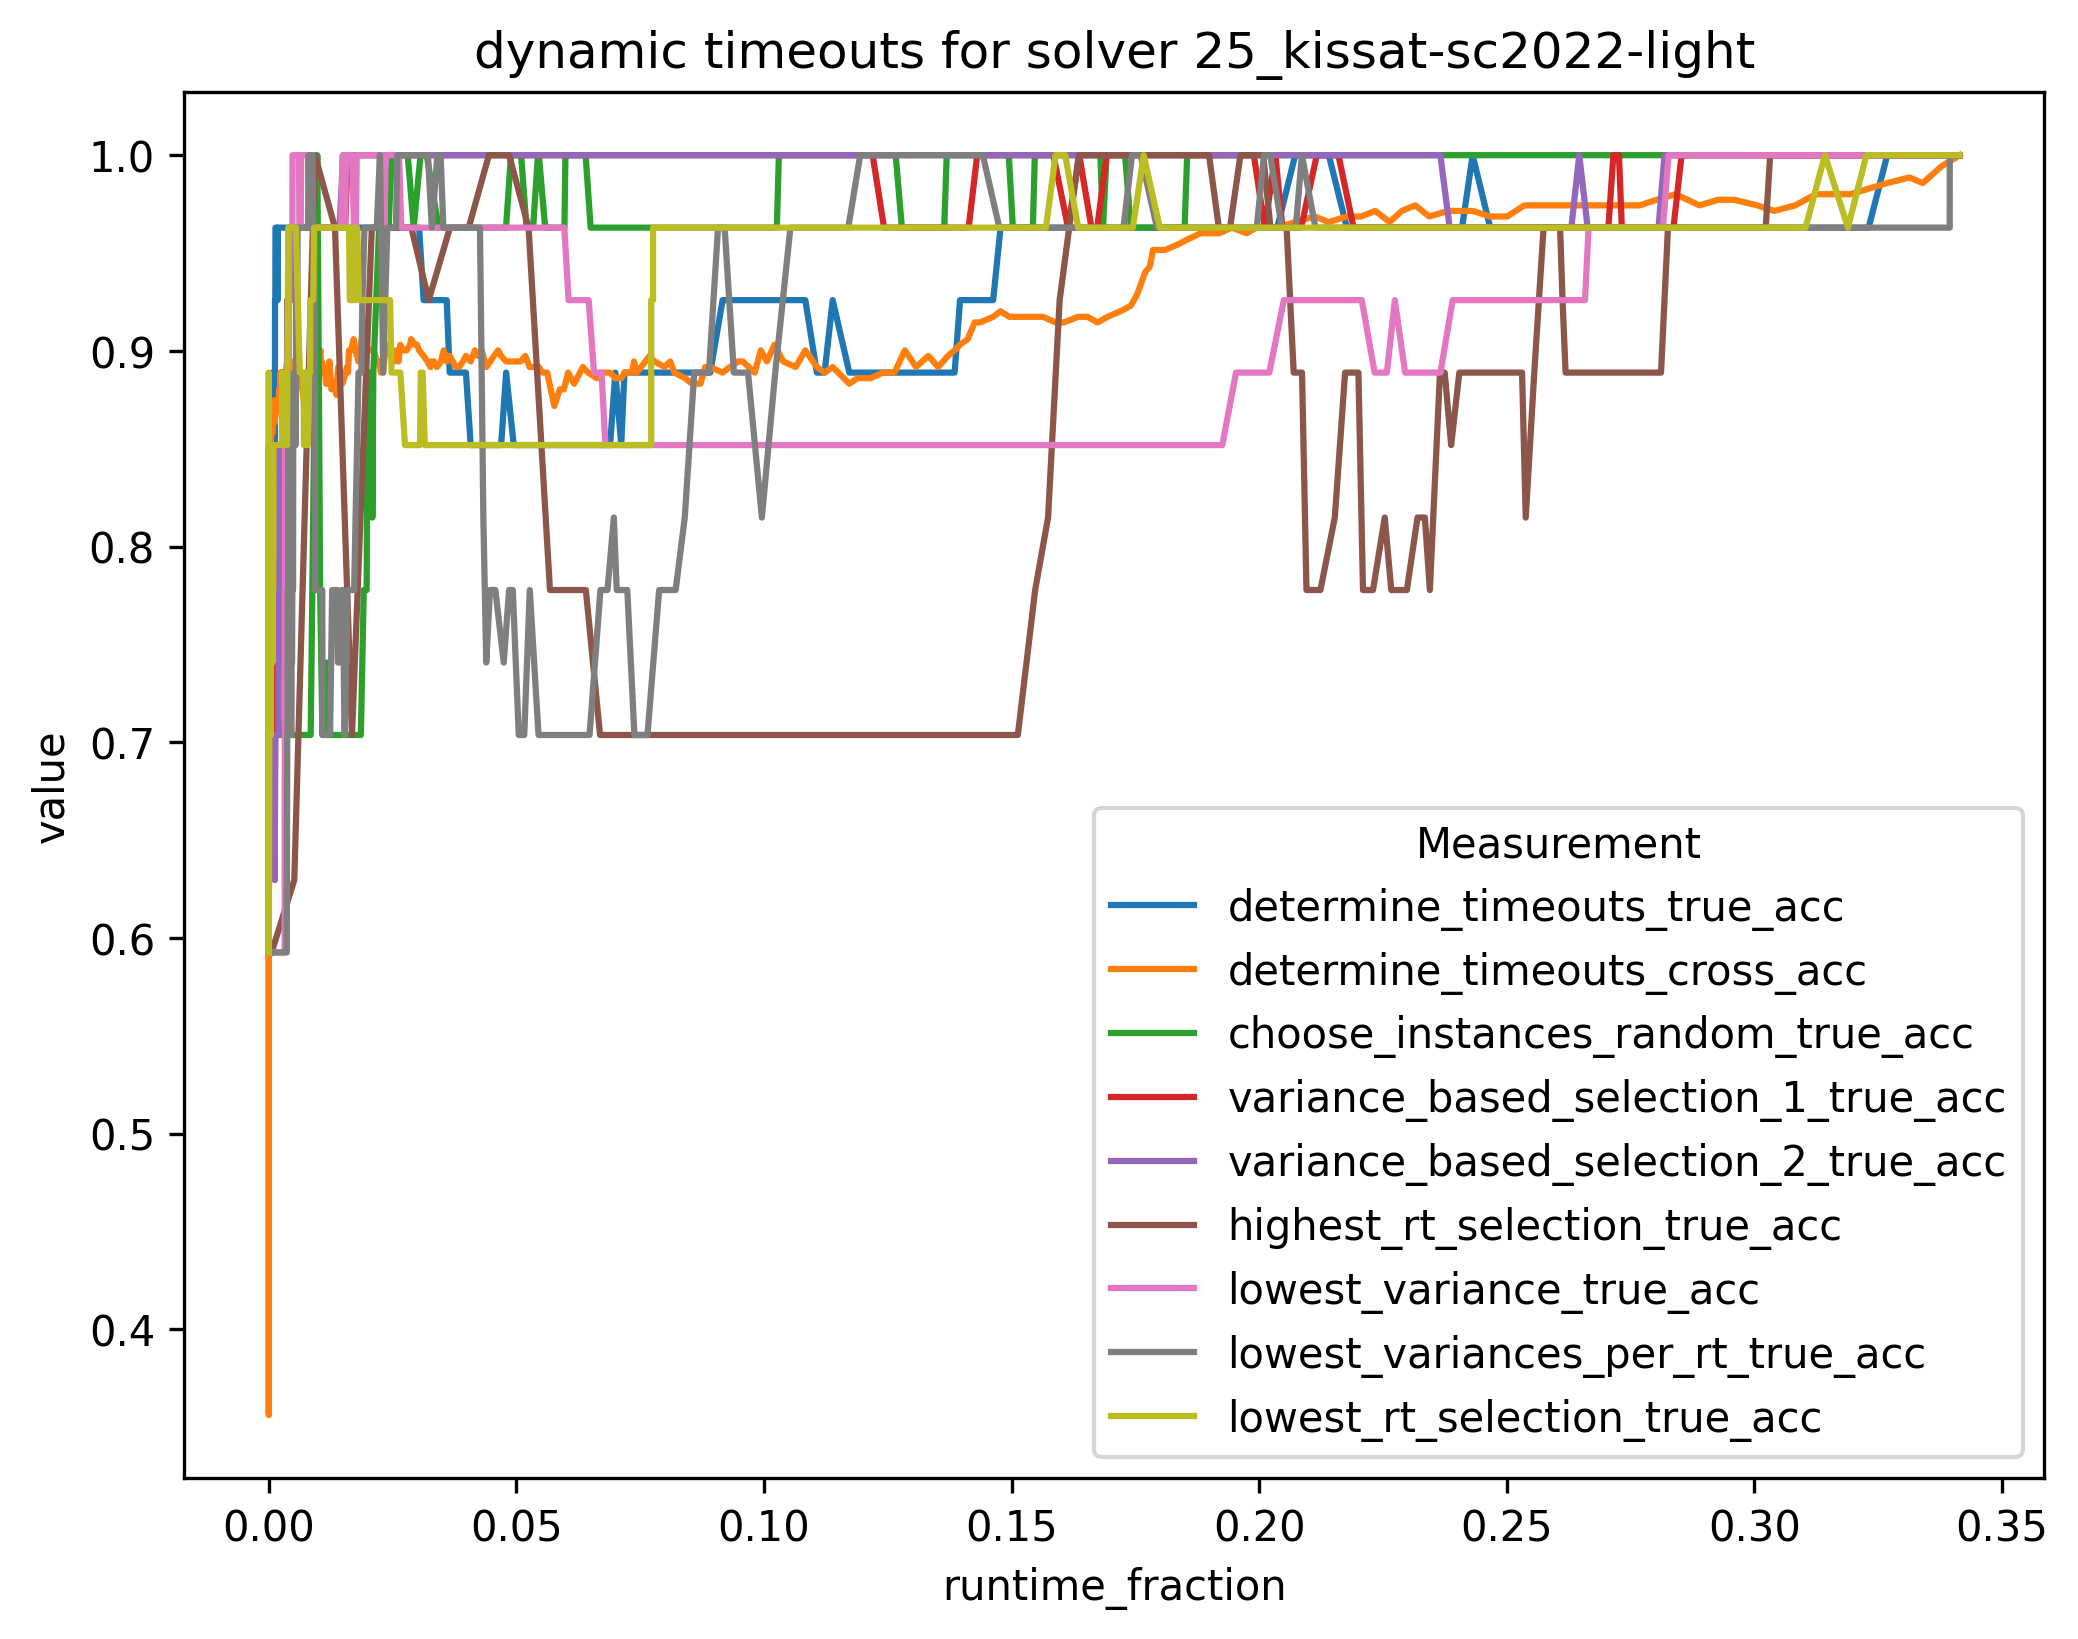 dynamic timeouts for solver 25_kissat-sc2022-light
1.0
0.9
0.8
0.7
0.6
0.5
0.4
value
0.00
0.05
0.10
0.15
0.20
0.25
0.30
0.35
runtime_fraction
Measurement
determine_timeouts_true_acc
determine_timeouts_cross_acc
choose_instances_random_true_acc
variance_based_selection_1_true_acc
variance_based_selection_2_true_acc
highest_rt_selection_true_acc
lowest_variance_true_acc
lowest_variances_per_rt_true_acc
lowest_rt_selection_true_acc